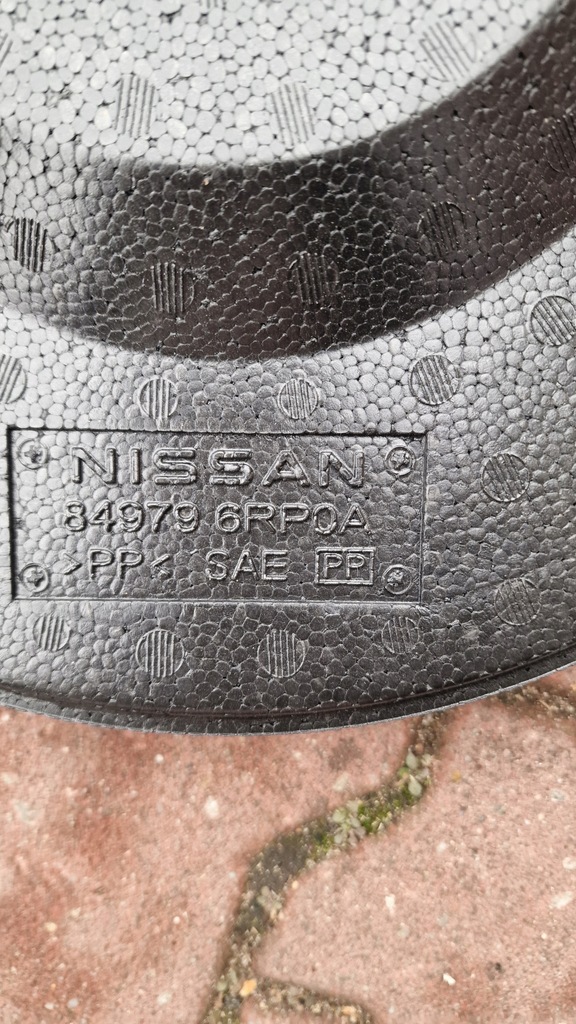 NISSAN
84979 6RP0A
>PP< SAE PP